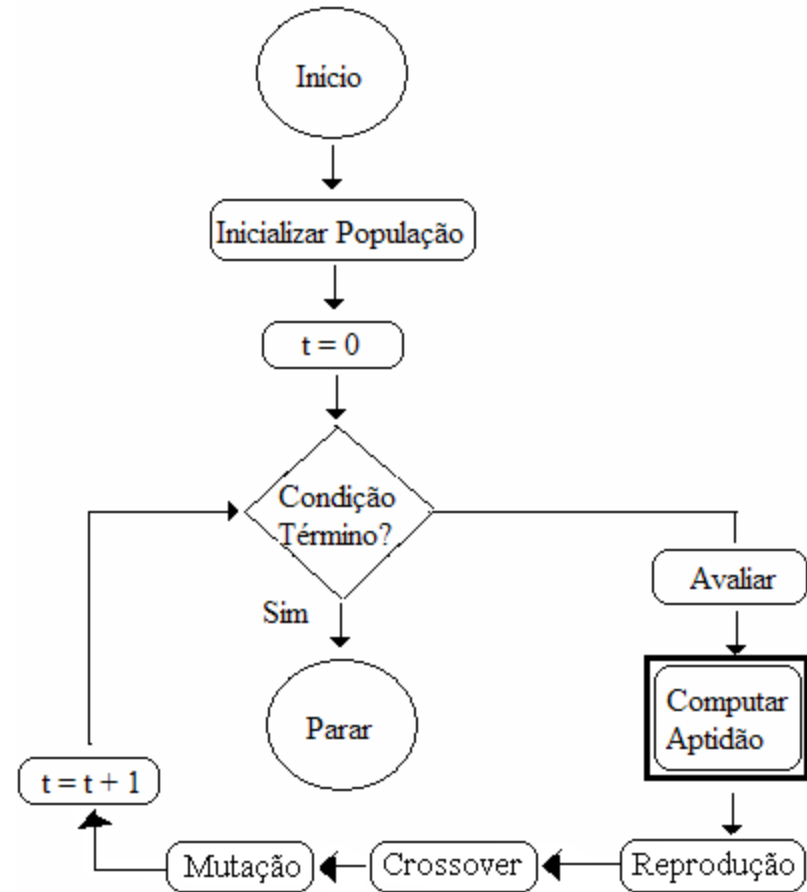 Início
Inicializar População
t = 0
Condição
Término?
Sim
Parar
Avaliar
Computar
Aptidão
Reprodução
Crossover
Mutação
t = t + 1